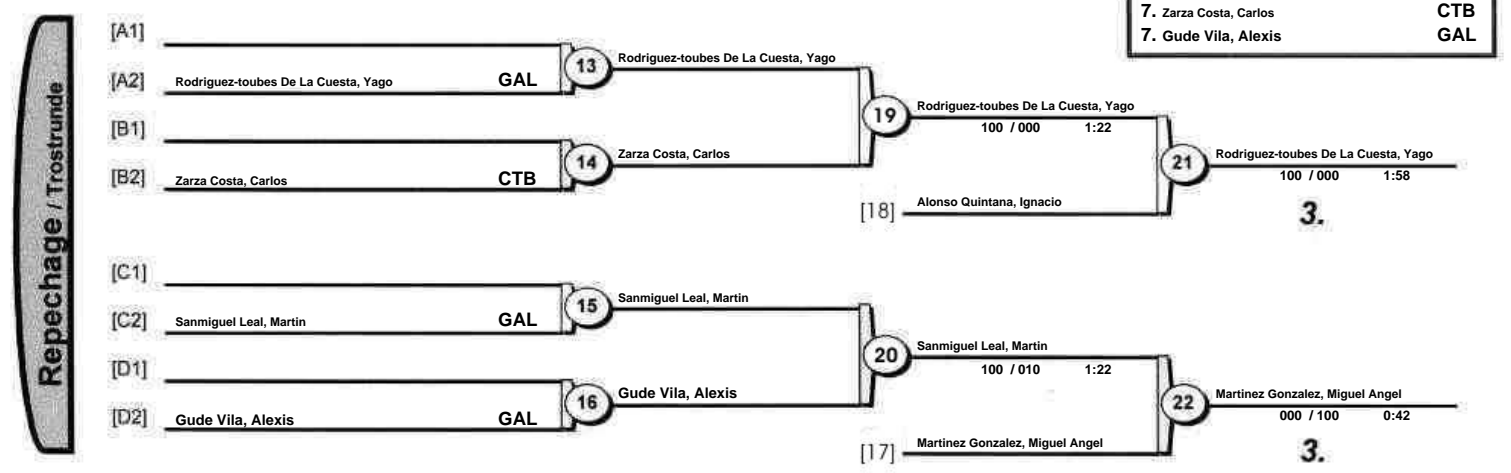 7. Zarza Costa, Carlos CTB
7. Gude Vila, Alexis GAL
Repechage / Trostrunde
[A1]
[A2] Rodriguez-toubes De La Cuesta, Yago GAL
13 Rodriguez-toubes De La Cuesta, Yago
[B1]
[B2] Zarza Costa, Carlos CTB
14 Zarza Costa, Carlos
19 Rodriguez-toubes De La Cuesta, Yago
100 / 000 1:22
[18] Alonso Quintana, Ignacio
21 Rodriguez-toubes De La Cuesta, Yago
100 / 000 1:58
3.
[C1]
[C2] Sanmiguel Leal, Martin GAL
15 Sanmiguel Leal, Martin
[D1]
[D2] Gude Vila, Alexis GAL
16 Gude Vila, Alexis
20 Sanmiguel Leal, Martin
100 / 010 1:22
[17] Martinez Gonzalez, Miguel Angel
22 Martinez Gonzalez, Miguel Angel
000 / 100 0:42
3.